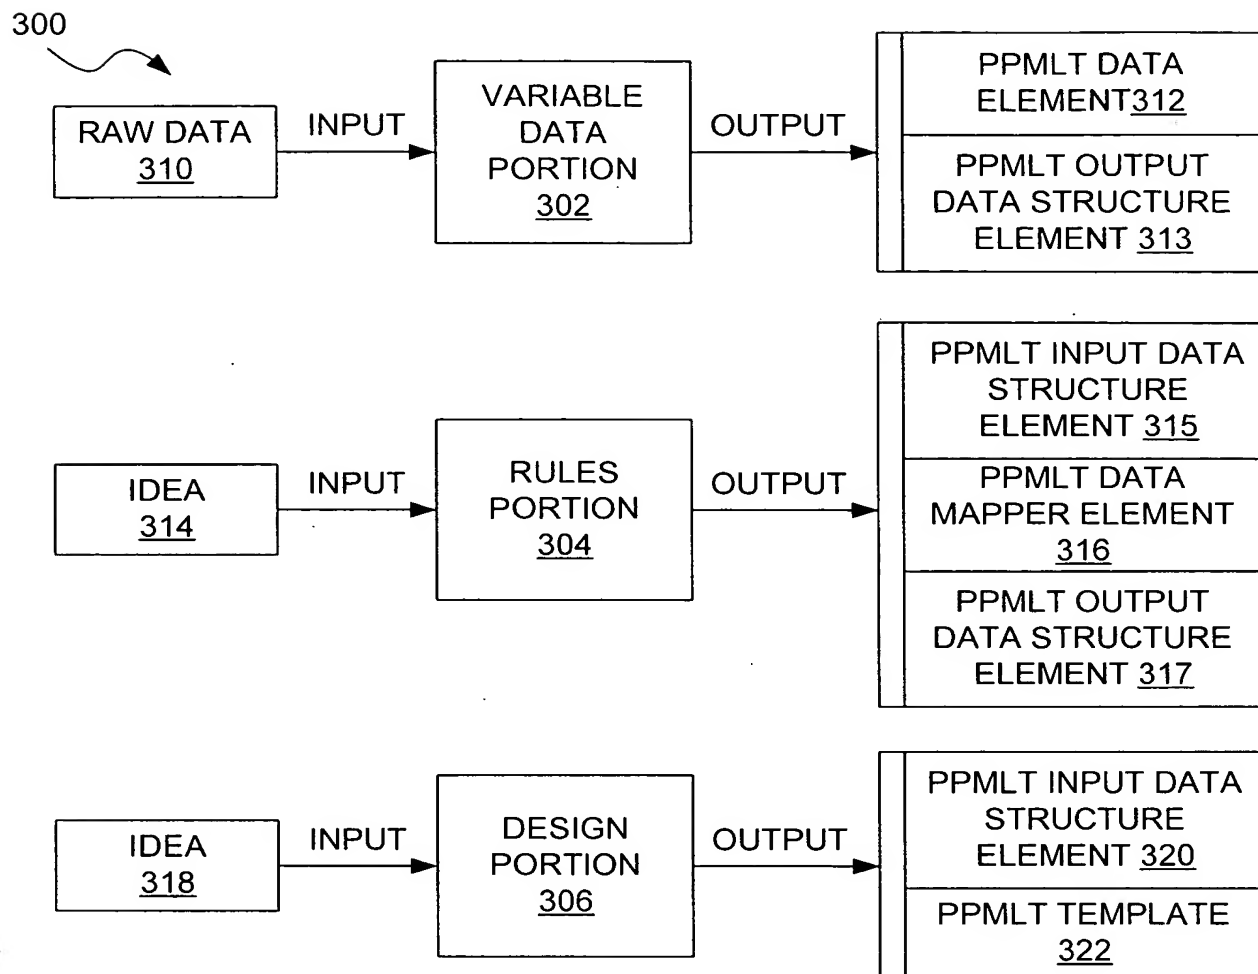 300
RAW DATA
310
INPUT
VARIABLE
DATA
PORTION
302
OUTPUT
PPMLT DATA
ELEMENT312
PPMLT OUTPUT
DATA STRUCTURE
ELEMENT 313
IDEA
314
INPUT
RULES
PORTION
304
OUTPUT
PPMLT INPUT DATA
STRUCTURE
ELEMENT 315
PPMLT DATA
MAPPER ELEMENT
316
PPMLT OUTPUT
DATA STRUCTURE
ELEMENT 317
IDEA
318
INPUT
DESIGN
PORTION
306
OUTPUT
PPMLT INPUT DATA
STRUCTURE
ELEMENT 320
PPMLT TEMPLATE
322